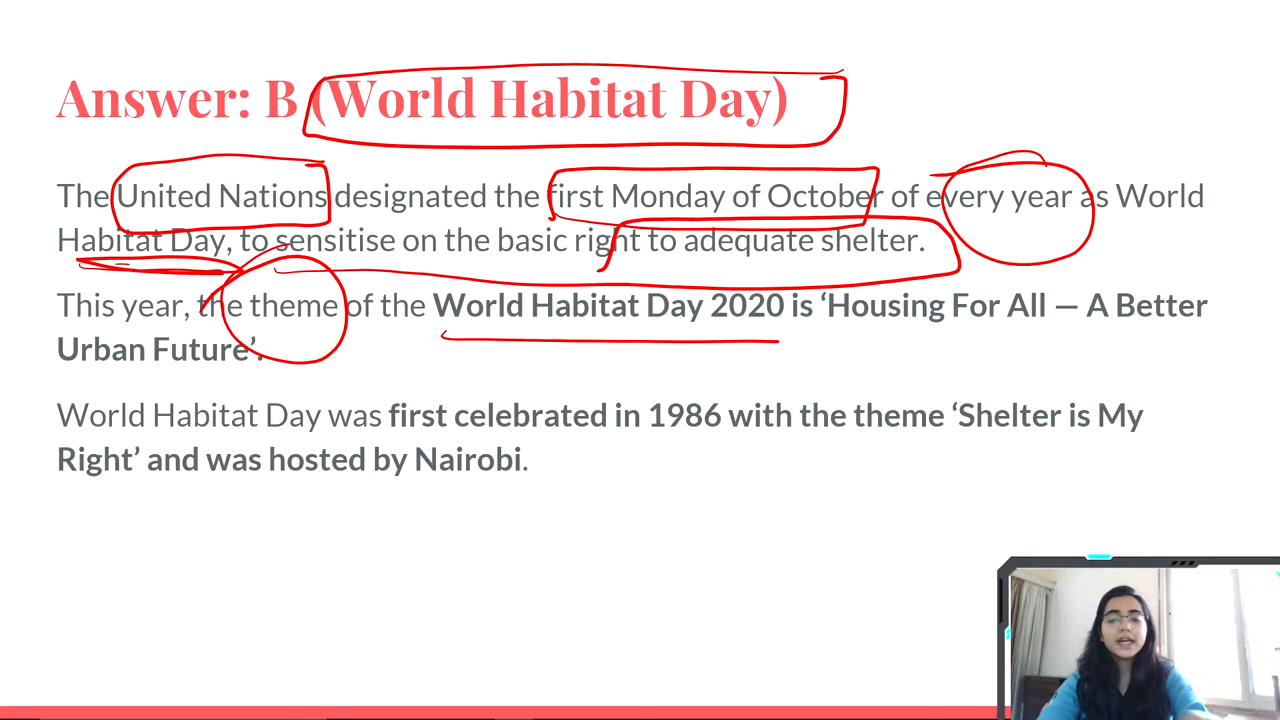 Answer: B (World Habitat Day)
The United Nations designated the first Monday of October of every year as World
Habitat Day, to sensitise on the basic right to adequate shelter.
This year, the theme of the World Habitat Day 2020 is ‘Housing For All — A Better
Urban Future’.
World Habitat Day was first celebrated in 1986 with the theme ‘Shelter is My
Right’ and was hosted by Nairobi.